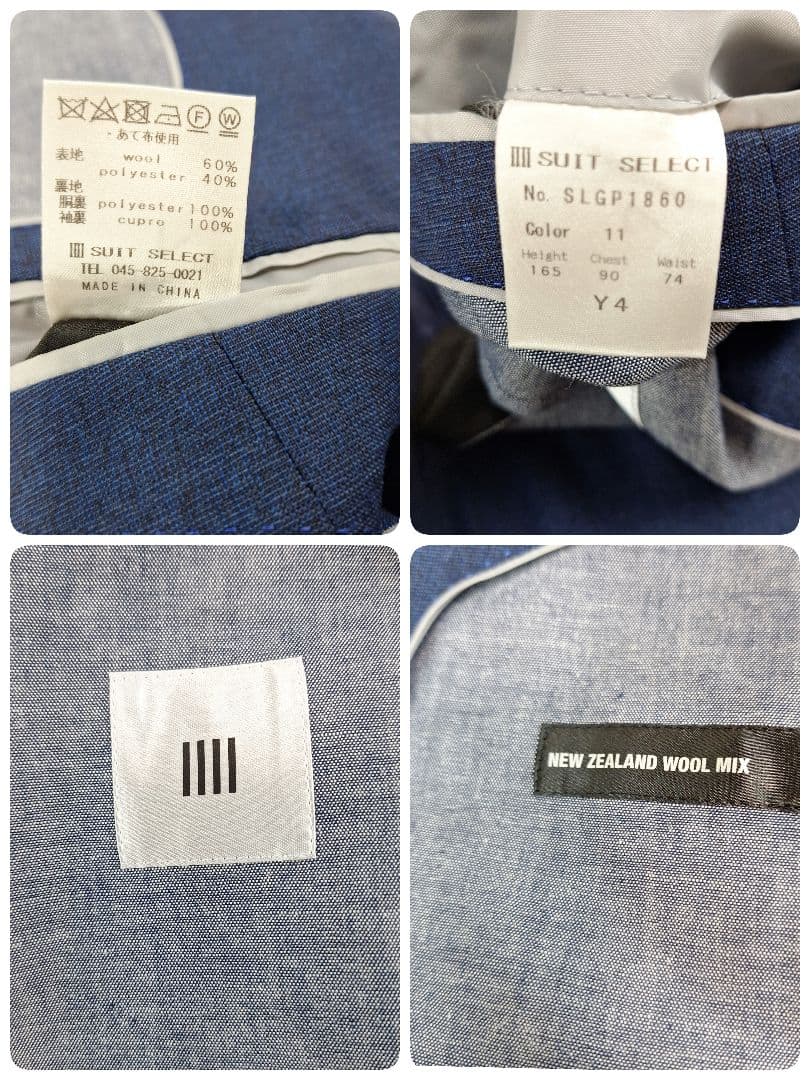 F W
・あて布使用
表地 wool 60%
polyester 40%
裏地
胴裏 polyester 100%
袖裏 cupro 100%
SUIT SELECT
TEL 045-825-0021
MADE IN CHINA
SUIT SELECT
No. SLGP1860
Color 11
Height Chest Waist
165 90 74
Y4
NEW ZEALAND WOOL MIX